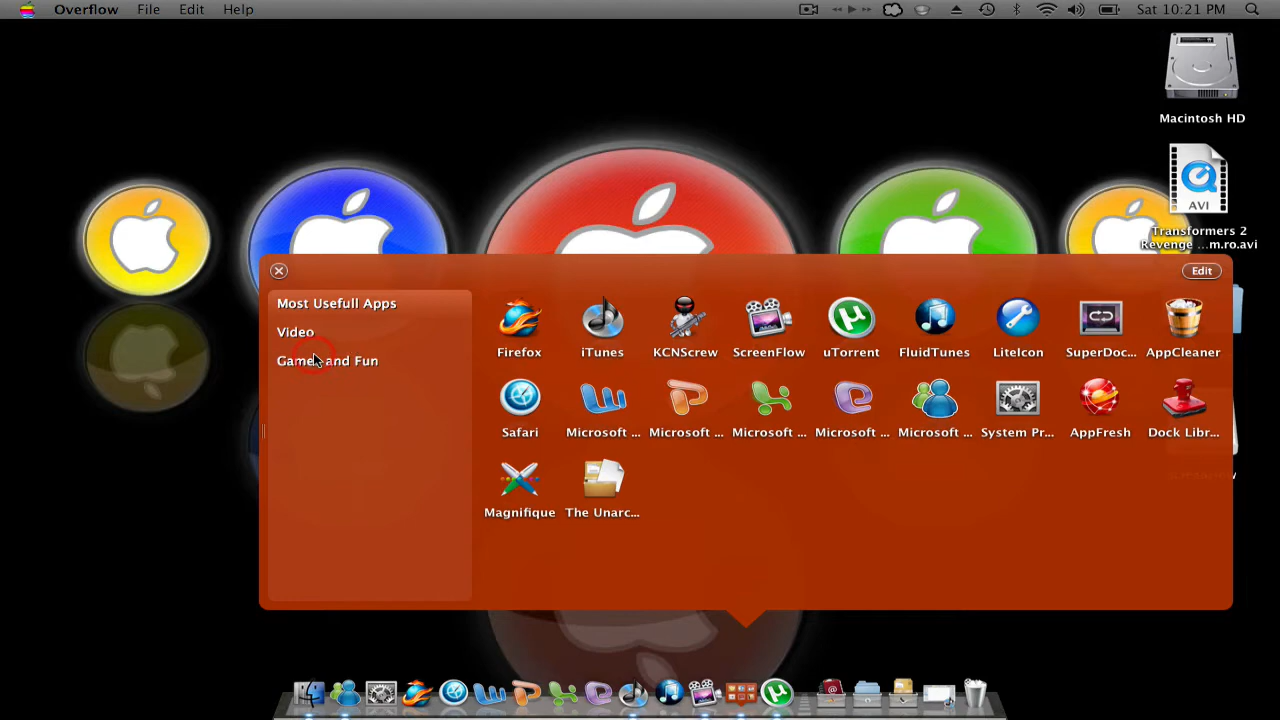 Overflow File Edit Help Sat 10:21 PM
Macintosh HD
AVI
Transformers 2
Revenge ...m.ro.avi
Edit
Most Usefull Apps
Video
Games and Fun
Firefox iTunes KCNScrew ScreenFlow uTorrent FluidTunes LiteIcon SuperDoc... AppCleaner
Safari Microsoft ... Microsoft ... Microsoft ... Microsoft ... Microsoft ... System Pr... AppFresh Dock Libr...
Magnifique The Unarc...